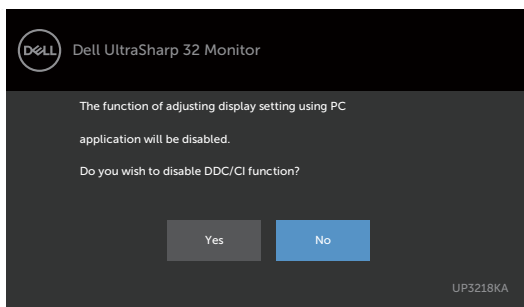 DELL
Dell UltraSharp 32 Monitor
The function of adjusting display setting using PC
application will be disabled.
Do you wish to disable DDC/CI function?
Yes
No
UP3218KA